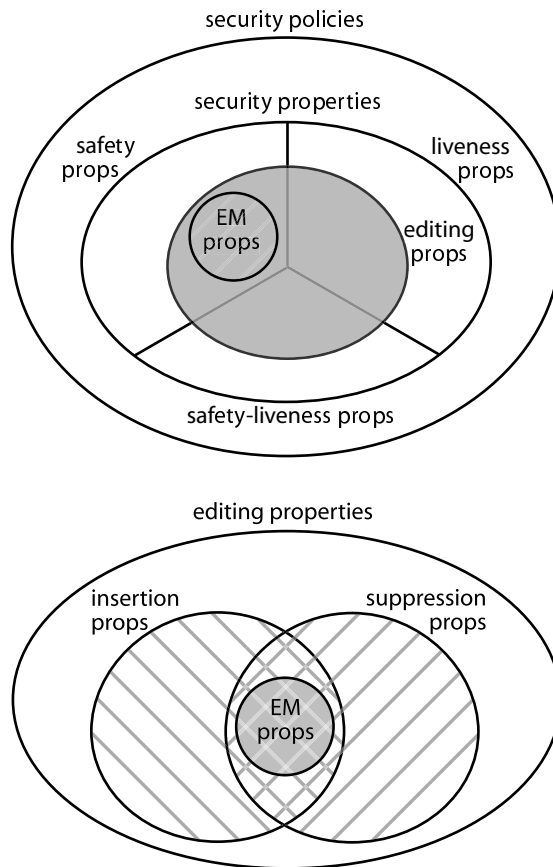 security policies
security properties
safety
props
liveness
props
EM
props
editing
props
safety-liveness props
editing properties
insertion
props
suppression
props
EM
props